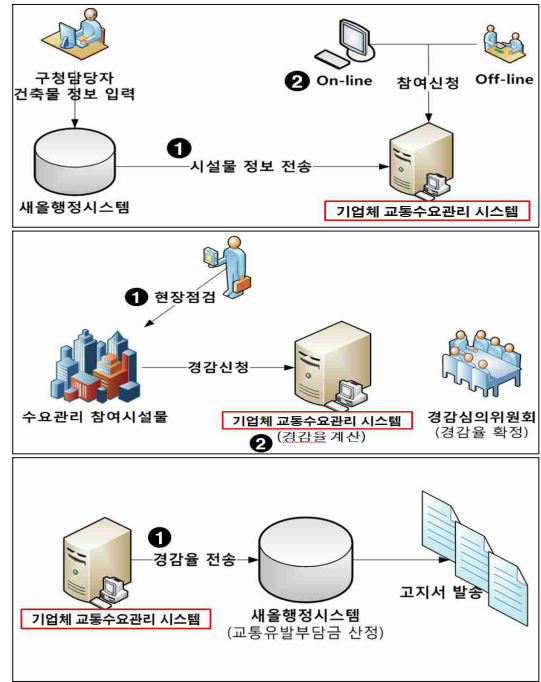 구청담당자
건축물 정보 입력
❷ On-line
참여신청
Off-line
❶
시설물 정보 전송
새올행정시스템
기업체 교통수요관리 시스템
❶ 현장점검
경감신청
수요관리 참여시설물
기업체 교통수요관리 시스템
❷ (경감율 계산)
경감심의위원회
(경감율 확정)
❶
경감율 전송
고지서 발송
기업체 교통수요관리 시스템
새올행정시스템
(교통유발부담금 산정)